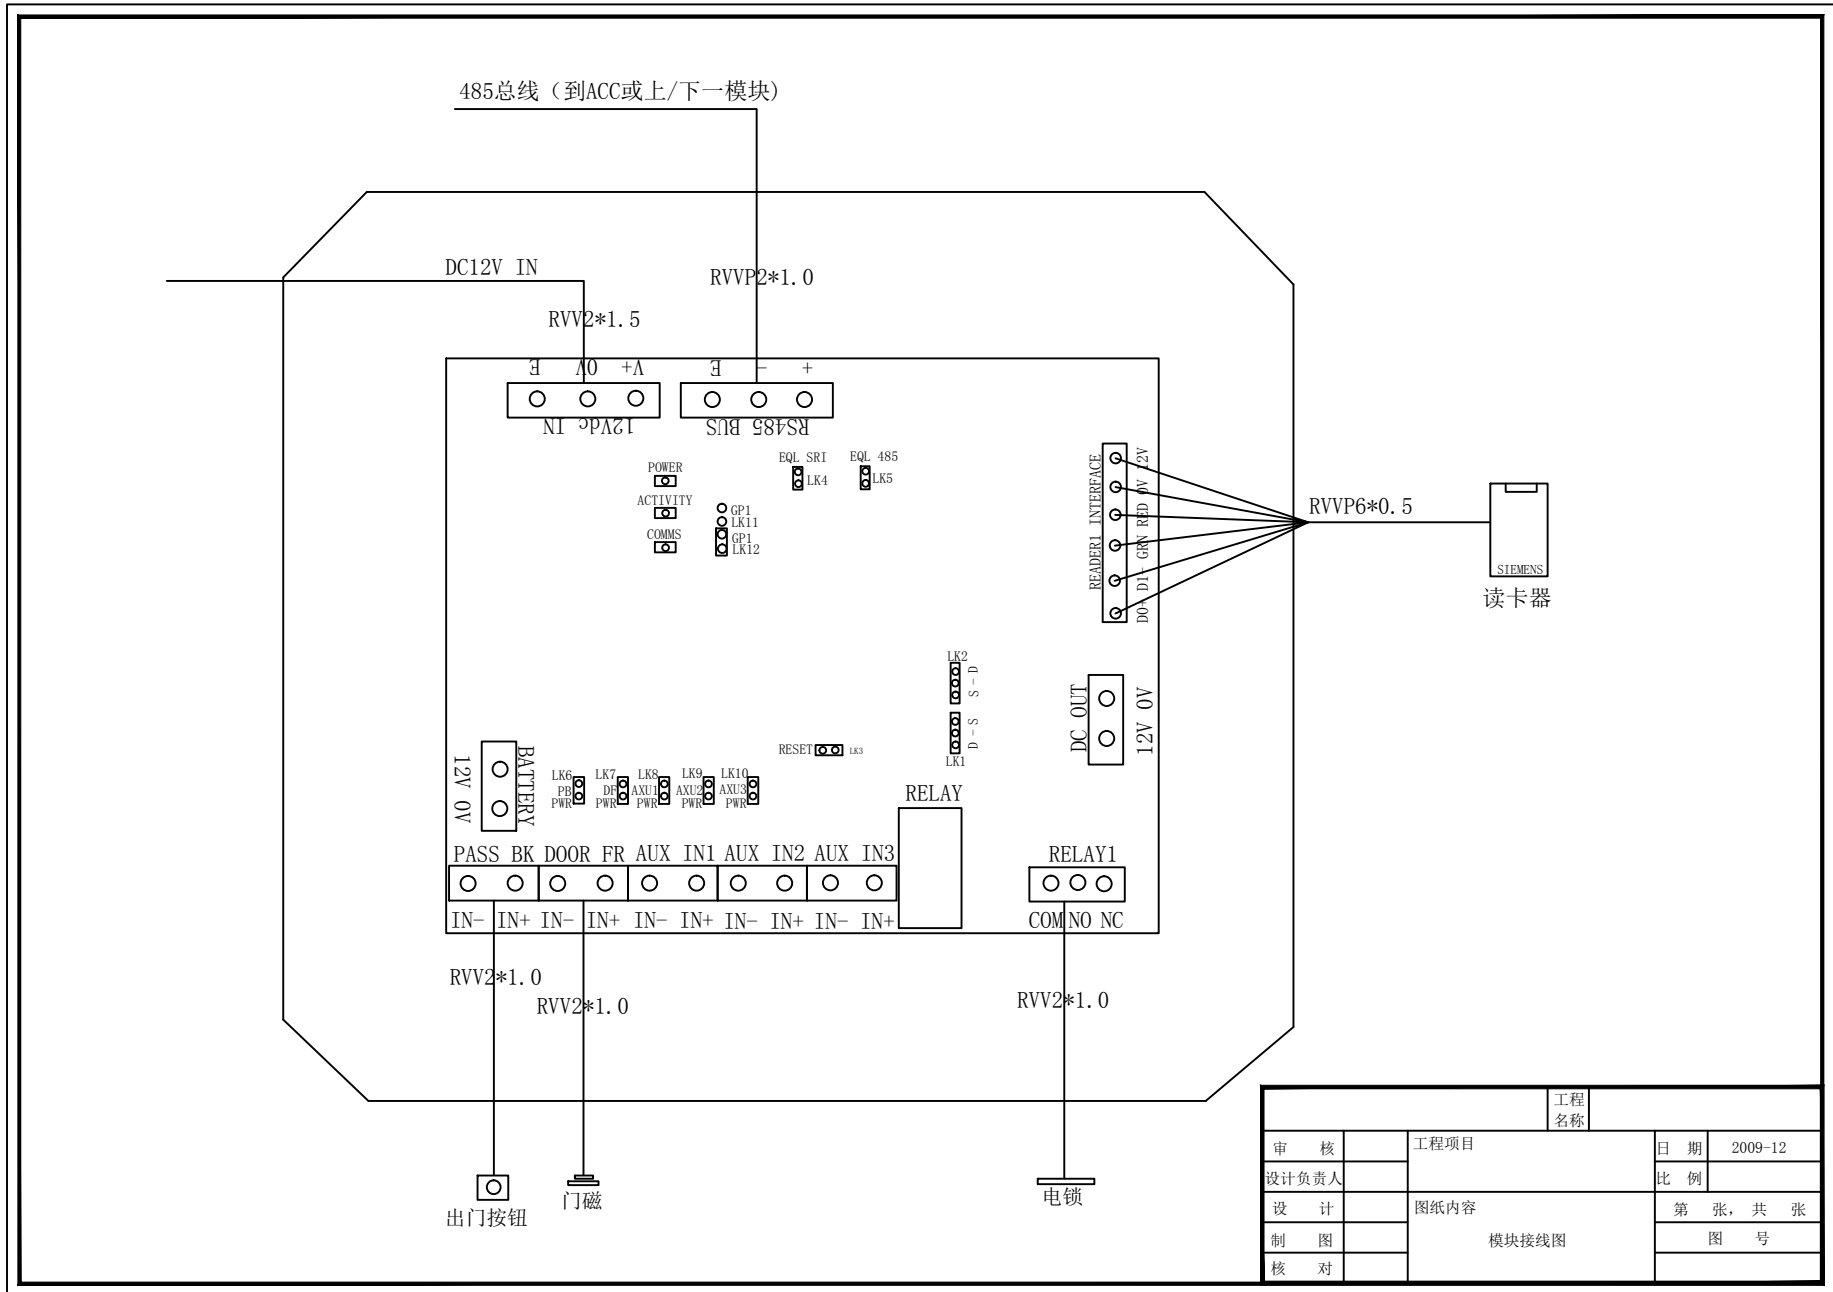 485总线（到ACC或上/下一模块)
DC12V IN
RVVP2*1.0
RVV2*1.5
E 0V V+
E - +
12Vdc IN
RS485 BUS
POWER
ACTIVITY
COMMS
EQL SRI
LK4
EQL 485
LK5
GP1
LK11
GP1
LK12
READER1 INTERFACE
D0+ D1- GRN RED 0V 12V
RVVP6*0.5
SIEMENS
读卡器
LK2
S - D
D - S
LK1
DC OUT
12V 0V
RESET
LK3
BATTERY
12V 0V
LK6
PB
PWR
LK7
DF
PWR
LK8
AXU1
PWR
LK9
AXU2
PWR
LK10
AXU3
PWR
RELAY
PASS BK DOOR FR AUX IN1 AUX IN2 AUX IN3
RELAY1
IN- IN+ IN- IN+ IN- IN+ IN- IN+ IN- IN+
COM NO NC
RVV2*1.0
RVV2*1.0
RVV2*1.0
出门按钮
门磁
电锁
工程
名称
审 核
工程项目
日 期
2009-12
设计负责人
比 例
设 计
图纸内容
第 张, 共 张
制 图
模块接线图
图 号
核 对